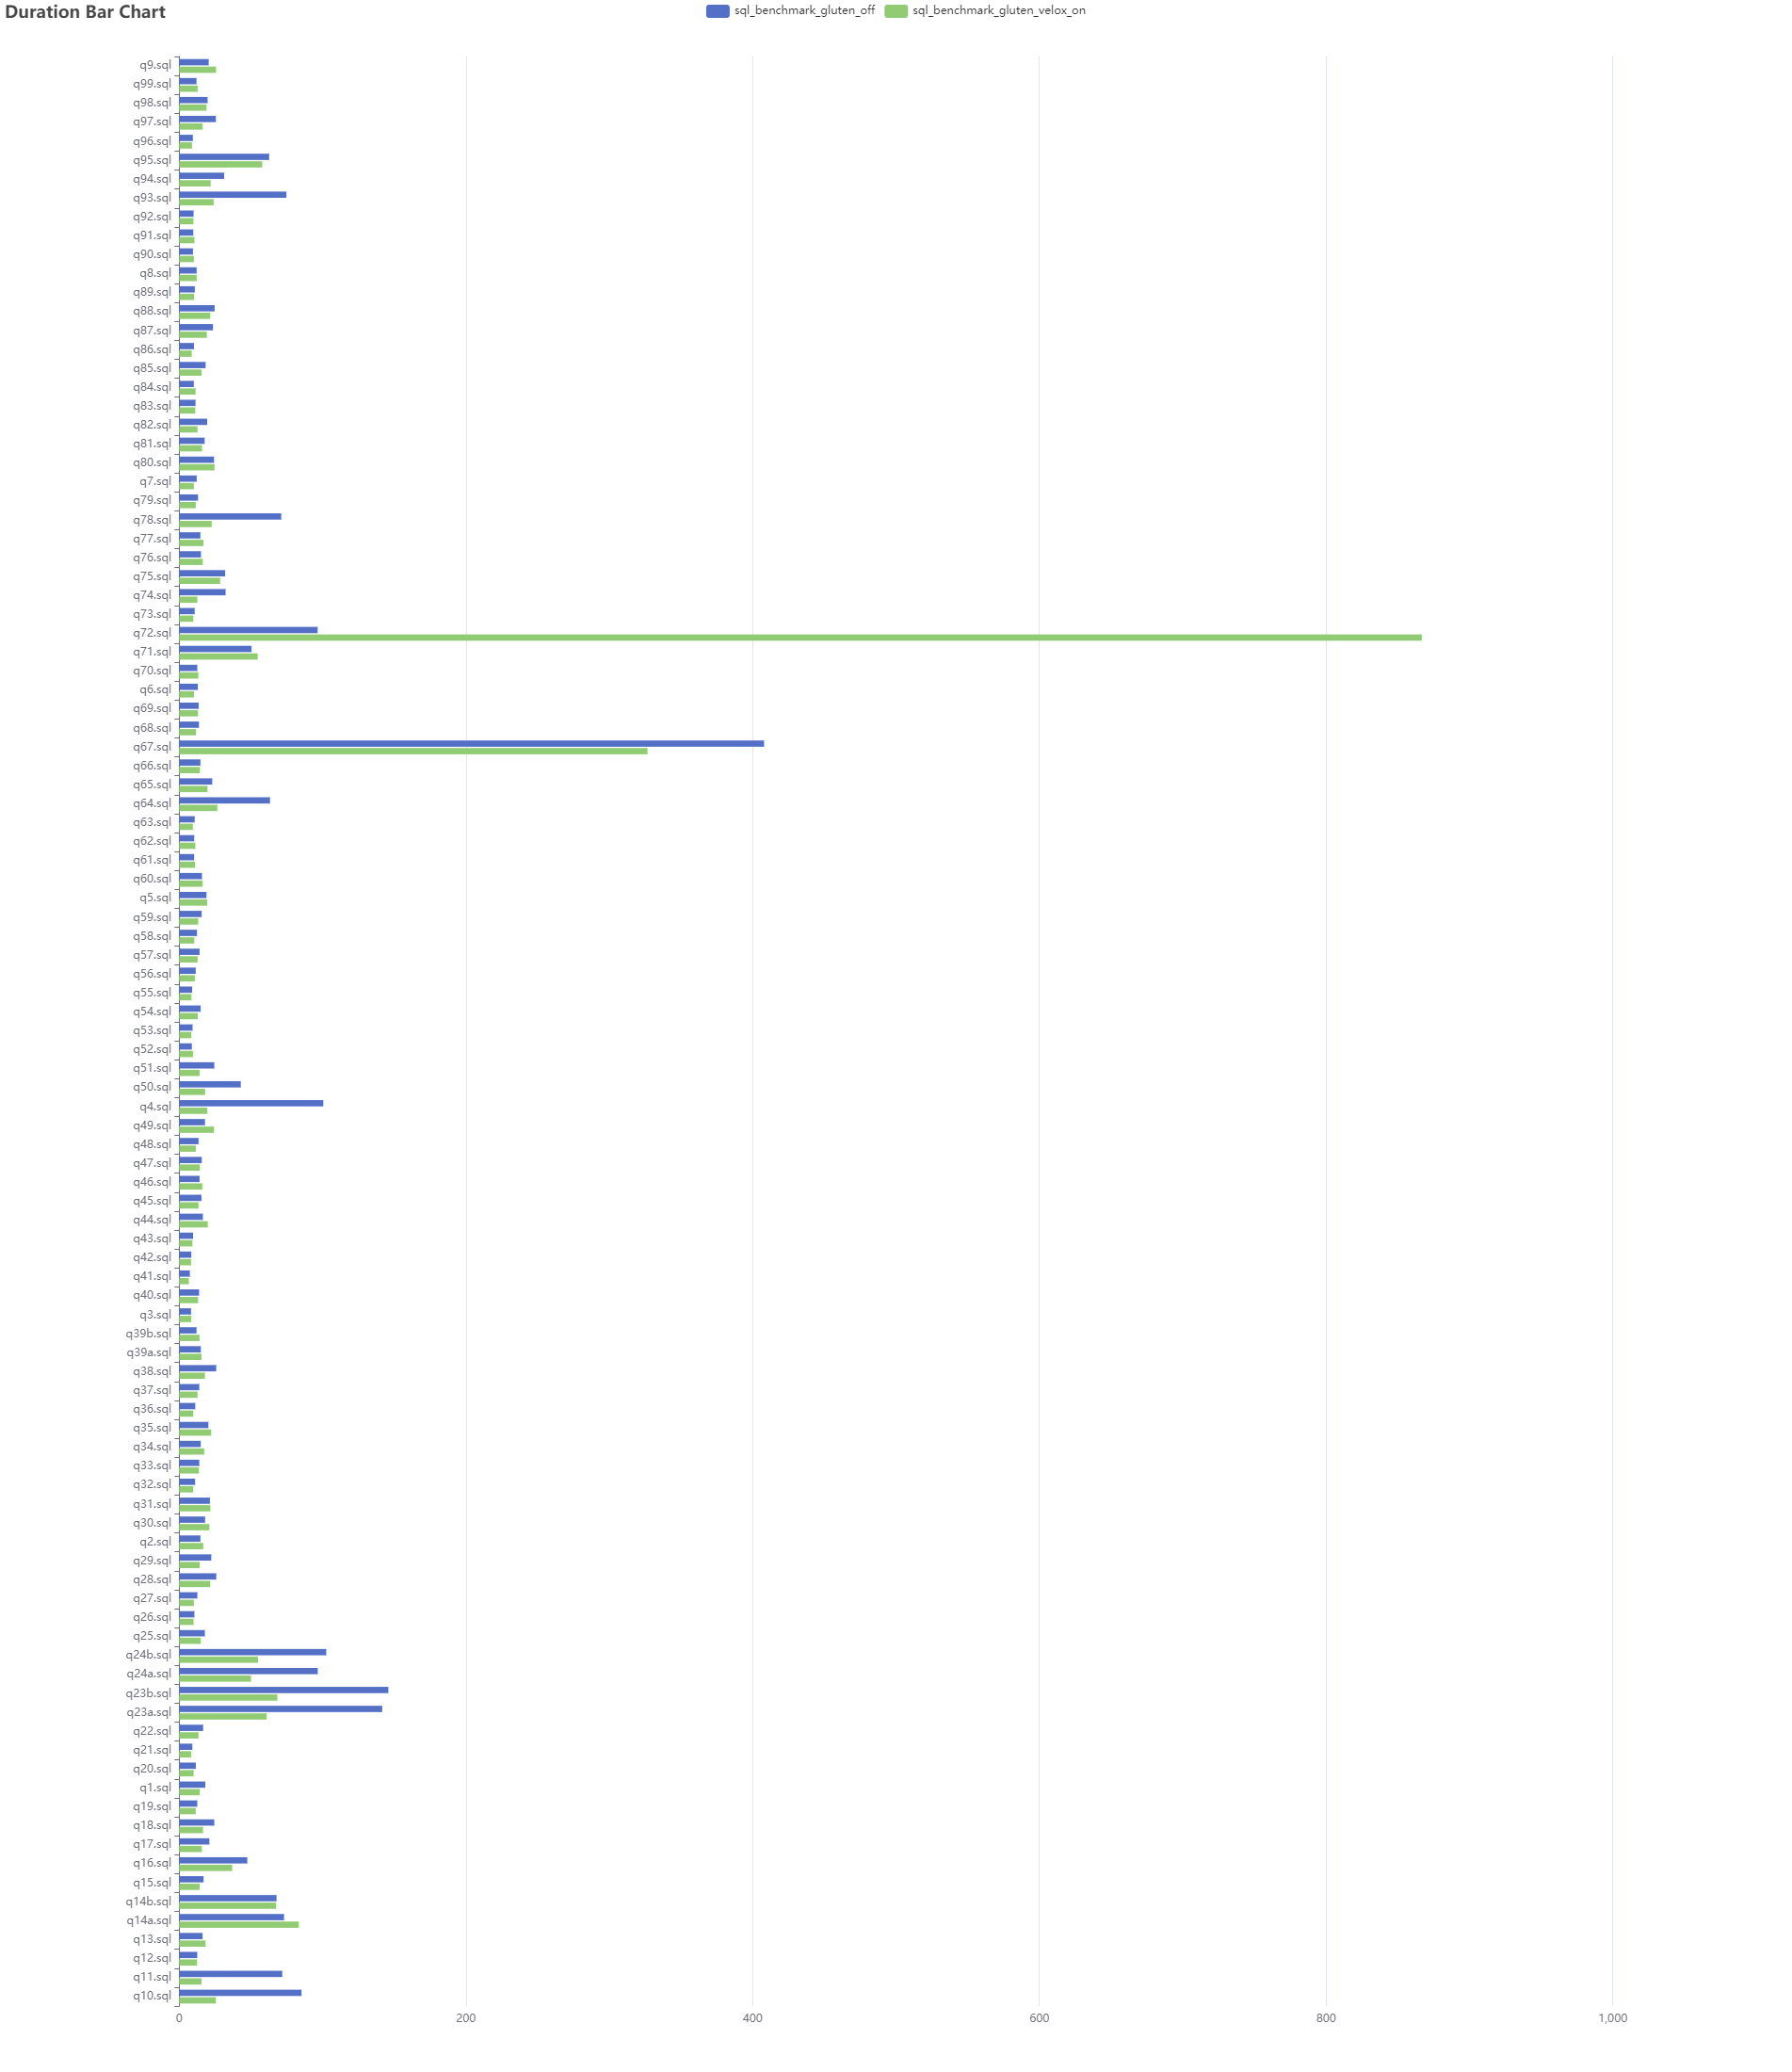 Duration Bar Chart
sql_benchmark_gluten_off
sql_benchmark_gluten_velox_on
q9.sql
q99.sql
q98.sql
q97.sql
q96.sql
q95.sql
q94.sql
q93.sql
q92.sql
q91.sql
q90.sql
q8.sql
q89.sql
q88.sql
q87.sql
q86.sql
q85.sql
q84.sql
q83.sql
q82.sql
q81.sql
q80.sql
q7.sql
q79.sql
q78.sql
q77.sql
q76.sql
q75.sql
q74.sql
q73.sql
q72.sql
q71.sql
q70.sql
q6.sql
q69.sql
q68.sql
q67.sql
q66.sql
q65.sql
q64.sql
q63.sql
q62.sql
q61.sql
q60.sql
q5.sql
q59.sql
q58.sql
q57.sql
q56.sql
q55.sql
q54.sql
q53.sql
q52.sql
q51.sql
q50.sql
q4.sql
q49.sql
q48.sql
q47.sql
q46.sql
q45.sql
q44.sql
q43.sql
q42.sql
q41.sql
q40.sql
q3.sql
q39b.sql
q39a.sql
q38.sql
q37.sql
q36.sql
q35.sql
q34.sql
q33.sql
q32.sql
q31.sql
q30.sql
q2.sql
q29.sql
q28.sql
q27.sql
q26.sql
q25.sql
q24b.sql
q24a.sql
q23b.sql
q23a.sql
q22.sql
q21.sql
q20.sql
q1.sql
q19.sql
q18.sql
q17.sql
q16.sql
q15.sql
q14b.sql
q14a.sql
q13.sql
q12.sql
q11.sql
q10.sql
0 200 400 600 800 1,000